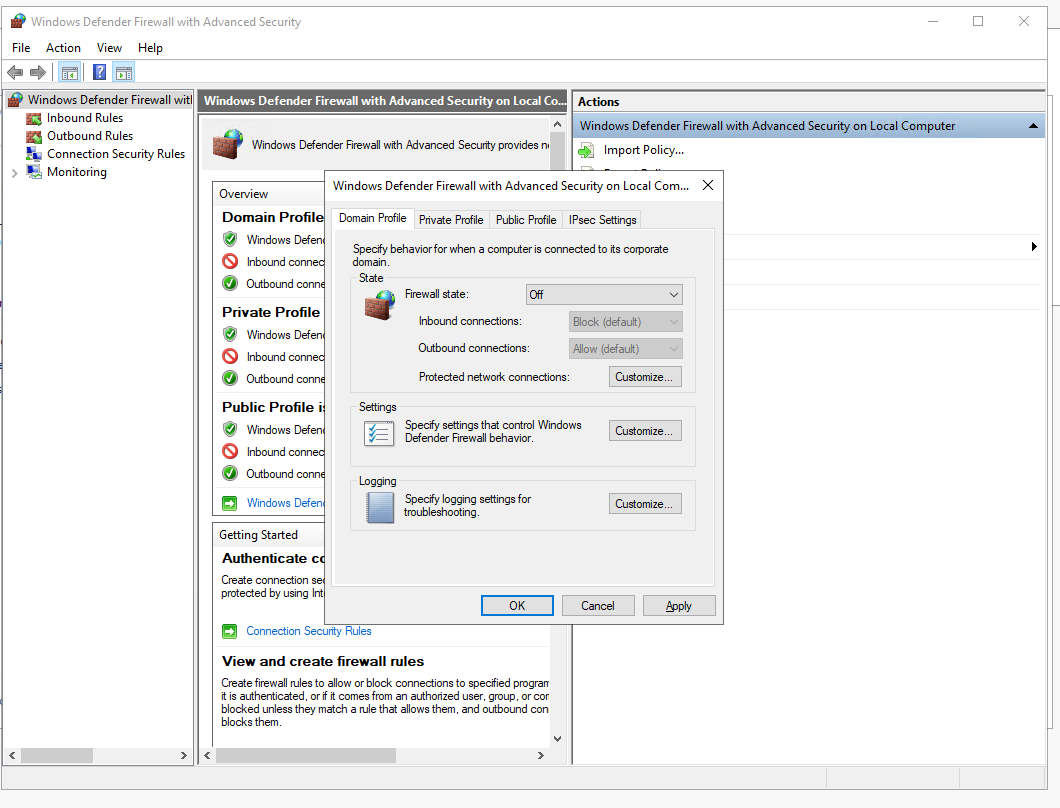 Windows Defender Firewall with Advanced Security
File Action View Help
Windows Defender Firewall wit
Inbound Rules
Outbound Rules
Connection Security Rules
Monitoring
Windows Defender Firewall with Advanced Security on Local Co...
Windows Defender Firewall with Advanced Security provides n
Overview
Domain Profile
Windows Defen
Inbound connec
Outbound conne
Private Profile
Windows Defen
Inbound connec
Outbound conne
Public Profile is
Windows Defen
Inbound connec
Outbound conne
Windows Defen
Getting Started
Authenticate co
Create connection sec
protected by using Inte
Connection Security Rules
View and create firewall rules
Create firewall rules to allow or block connections to specified program
it is authenticated, or if it comes from an authorized user, group, or com
blocked unless they match a rule that allows them, and outbound conn
blocks them.
Actions
Windows Defender Firewall with Advanced Security on Local Computer
Import Policy...
Windows Defender Firewall with Advanced Security on Local Com...
Domain Profile Private Profile Public Profile IPsec Settings
Specify behavior for when a computer is connected to its corporate
domain.
State
Firewall state: Off
Inbound connections: Block (default)
Outbound connections: Allow (default)
Protected network connections: Customize...
Settings
Specify settings that control Windows
Defender Firewall behavior.
Customize...
Logging
Specify logging settings for
troubleshooting.
Customize...
OK Cancel Apply